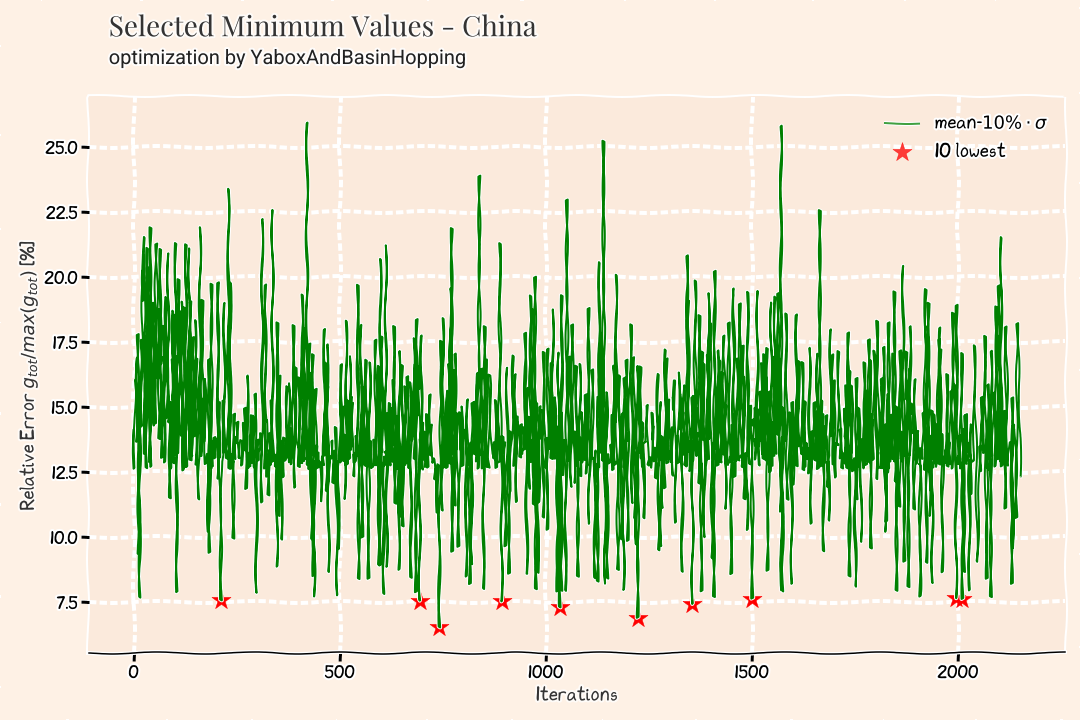 Selected Minimum Values - China
optimization by YaboxAndBasinHopping
mean-10% · σ
10 lowest
25.0
22.5
20.0
17.5
15.0
12.5
10.0
7.5
Relative Error g_tot/max(g_tot) [%]
0 500 1000 1500 2000
Iterations